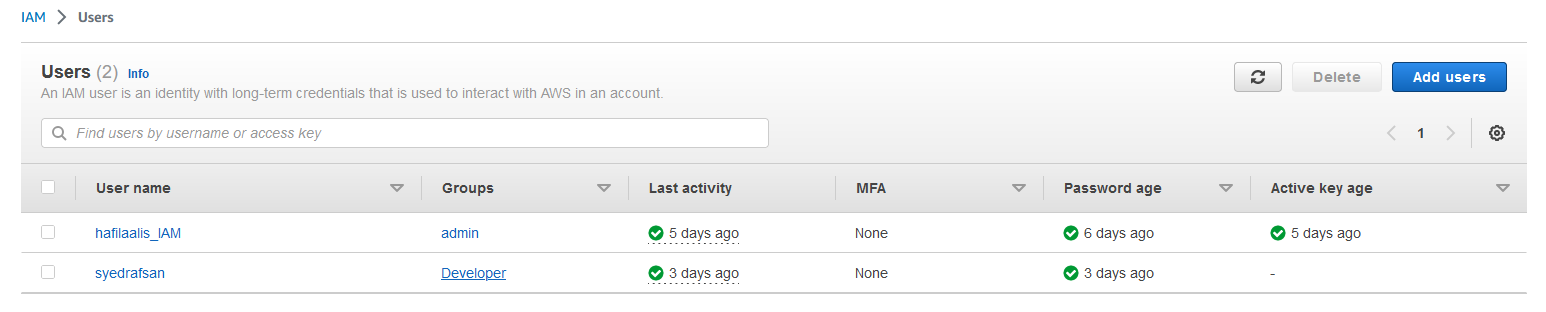 IAM > Users
Users (2) Info
Delete
Add users
An IAM user is an identity with long-term credentials that is used to interact with AWS in an account.
Find users by username or access key
1
User name Groups Last activity MFA Password age Active key age
hafilaalis_IAM admin 5 days ago None 6 days ago 5 days ago
syedrafsan Developer 3 days ago None 3 days ago -